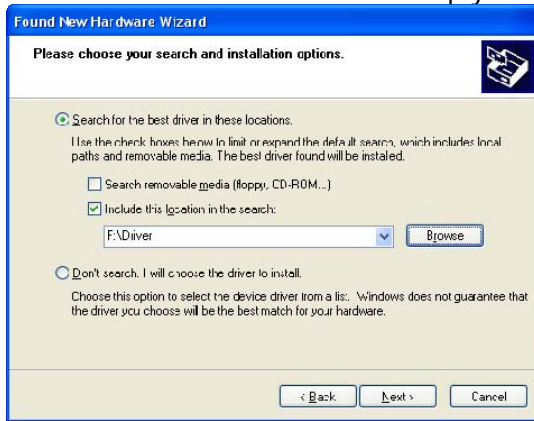 Found New Hardware Wizard
Please choose your search and installation options.
Search for the best driver in these locations.
Use the check boxes below to limit or expand the default search, which includes local
paths and removable media. The best driver found will be installed.
Search removable media (floppy, CD-ROM...)
Include this location in the search:
F:\Driver
Browse
Don't search. I will choose the driver to install.
Choose this option to select the device driver from a list. Windows does not guarantee that
the driver you choose will be the best match for your hardware.
< Back
Next >
Cancel